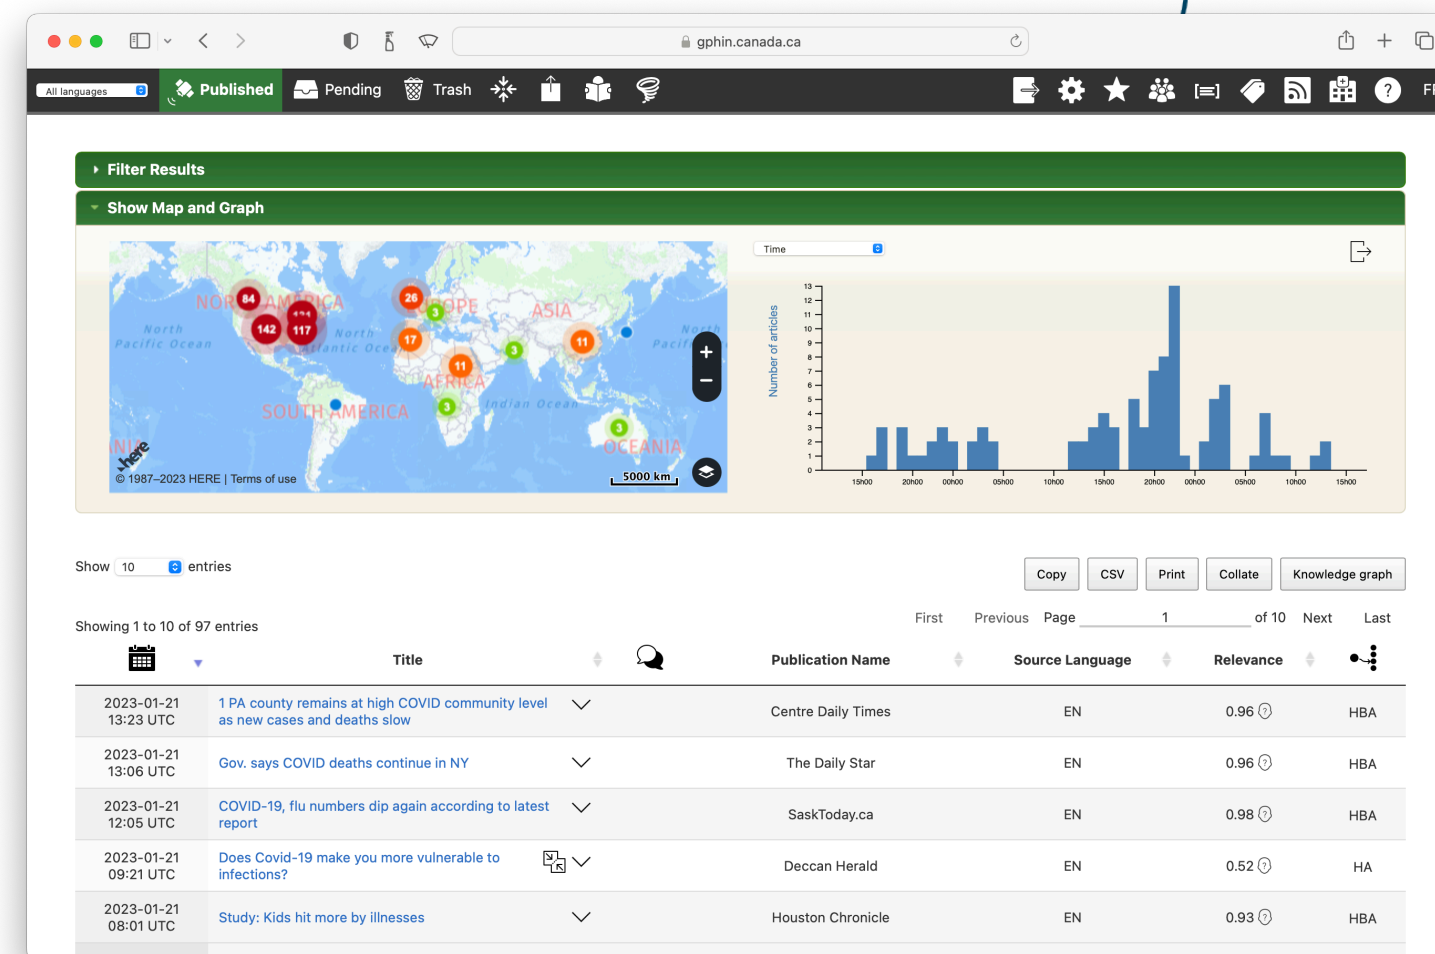 gphin.canada.ca
All languages
Published
Pending
Trash
Filter Results
Show Map and Graph
NORTH AMERICA
EUROPE
ASIA
AFRICA
SOUTH AMERICA
OCEANIA
North
Pacific Ocean
North
Atlantic Ocean
North
Indian Ocean
84
142
117
26
3
17
11
3
11
3
3
here
© 1987–2023 HERE | Terms of use
5000 km
Time
Number of articles
13
12
11
10
9
8
7
6
5
4
3
2
1
0
15h00 20h00 00h00 05h00 10h00 15h00 20h00 00h00 05h00 10h00 15h00
Show 10 entries
Copy CSV Print Collate Knowledge graph
Showing 1 to 10 of 97 entries
First Previous Page 1 of 10 Next Last
Title Publication Name Source Language Relevance
2023-01-21
13:23 UTC
1 PA county remains at high COVID community level
as new cases and deaths slow
Centre Daily Times EN 0.96 HBA
2023-01-21
13:06 UTC
Gov. says COVID deaths continue in NY
The Daily Star EN 0.96 HBA
2023-01-21
12:05 UTC
COVID-19, flu numbers dip again according to latest
report
SaskToday.ca EN 0.98 HBA
2023-01-21
09:21 UTC
Does Covid-19 make you more vulnerable to
infections?
Deccan Herald EN 0.52 HA
2023-01-21
08:01 UTC
Study: Kids hit more by illnesses
Houston Chronicle EN 0.93 HBA